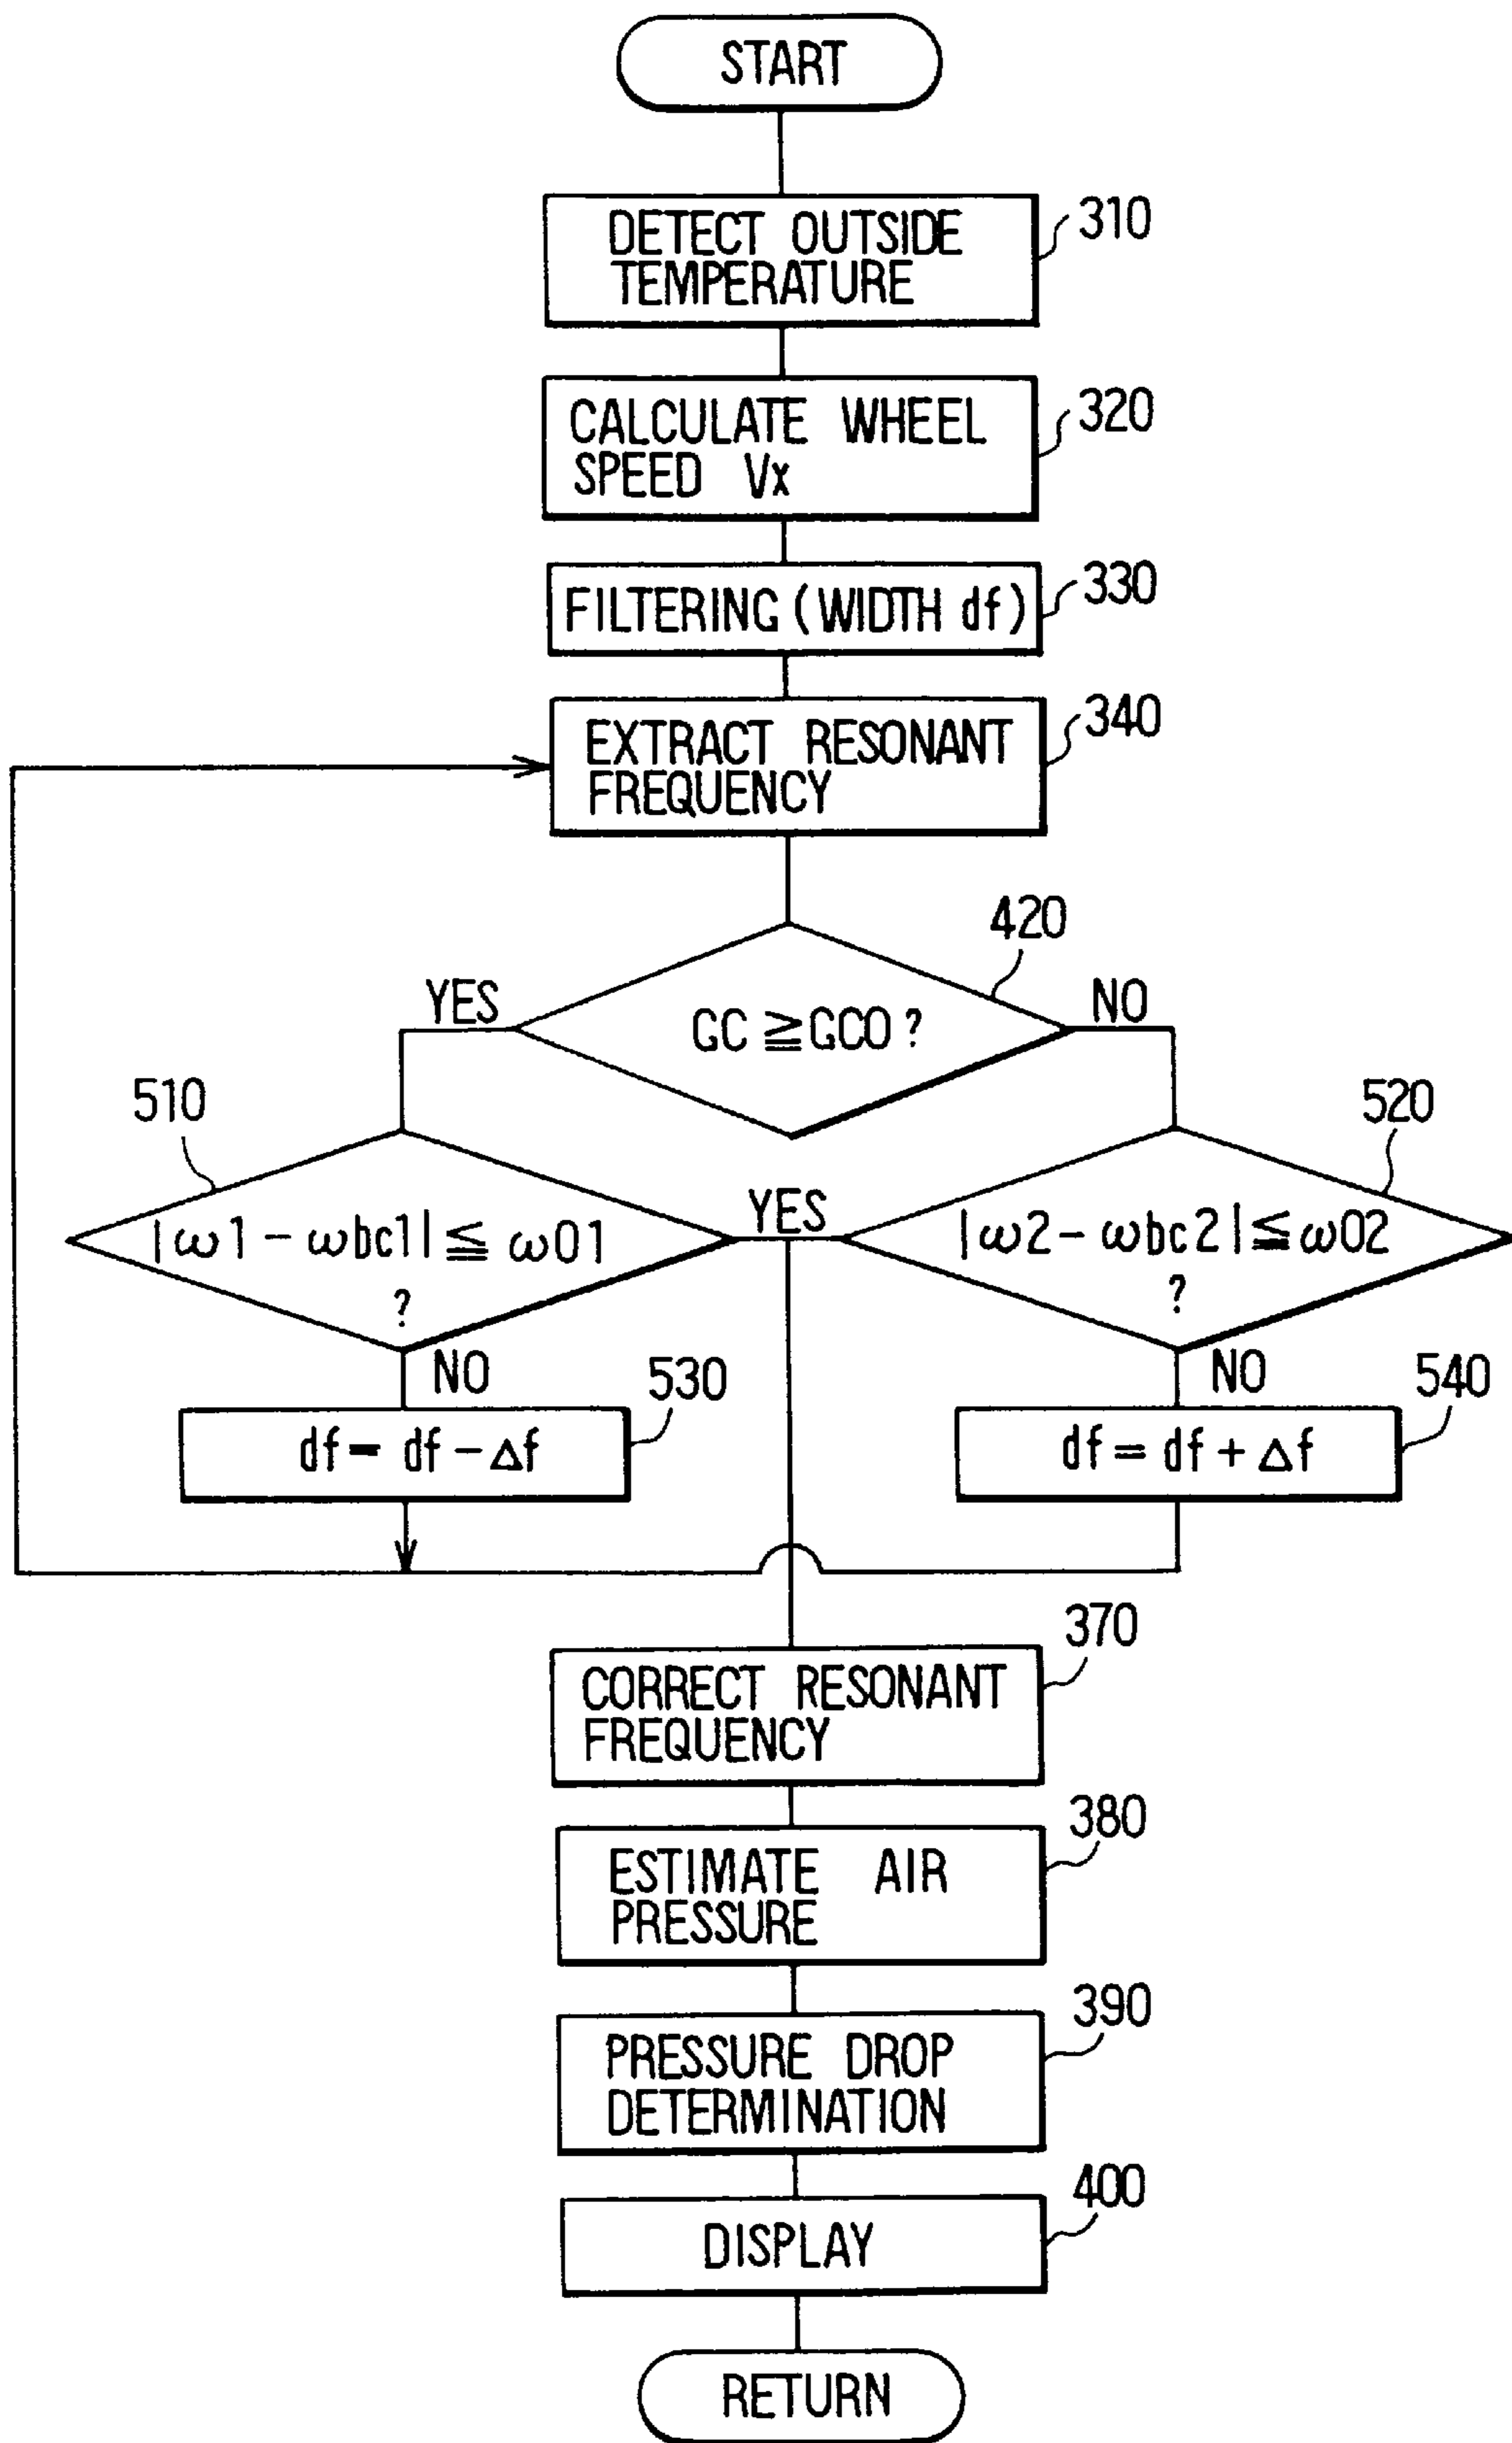 START
DETECT OUTSIDE
TEMPERATURE
310
CALCULATE WHEEL
SPEED Vx
320
FILTERING (WIDTH df)
330
EXTRACT RESONANT
FREQUENCY
340
420
YES
GC ≧ GCO ?
NO
510
|ω1 - ωbc1| ≦ ω01
?
YES
520
|ω2 - ωbc2| ≦ ω02
?
NO
530
df = df - Δf
NO
540
df = df + Δf
370
CORRECT RESONANT
FREQUENCY
380
ESTIMATE AIR
PRESSURE
390
PRESSURE DROP
DETERMINATION
400
DISPLAY
RETURN